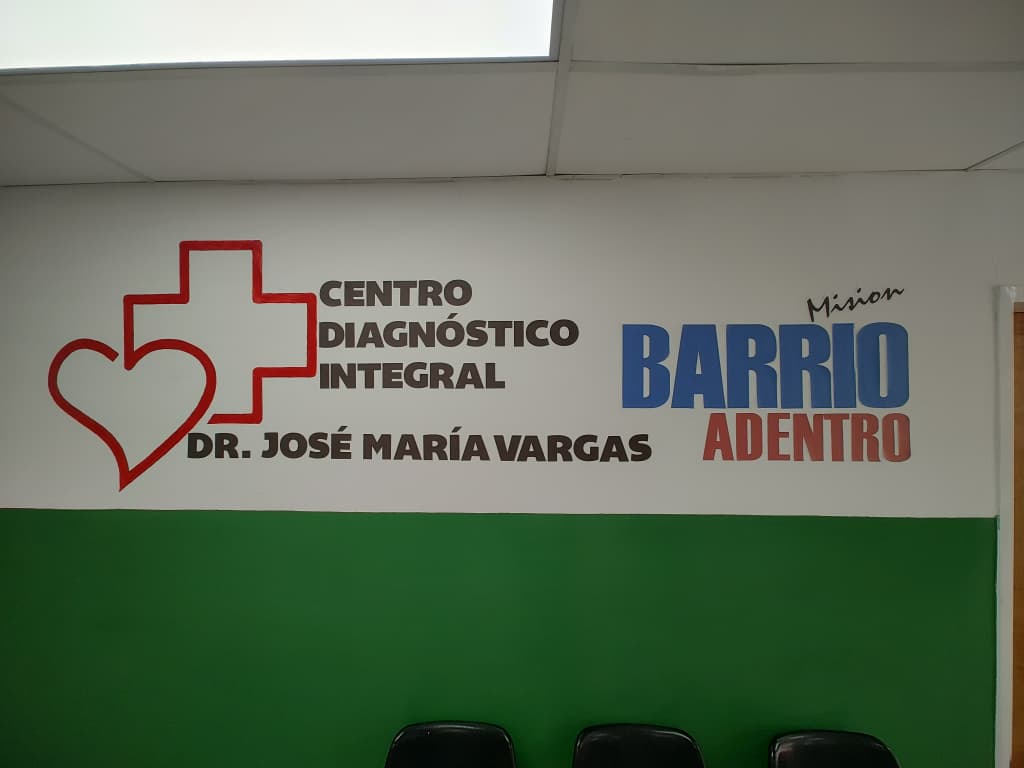 CENTRO
DIAGNÓSTICO
INTEGRAL
DR. JOSÉ MARÍA VARGAS
Mision
BARRIO
ADENTRO